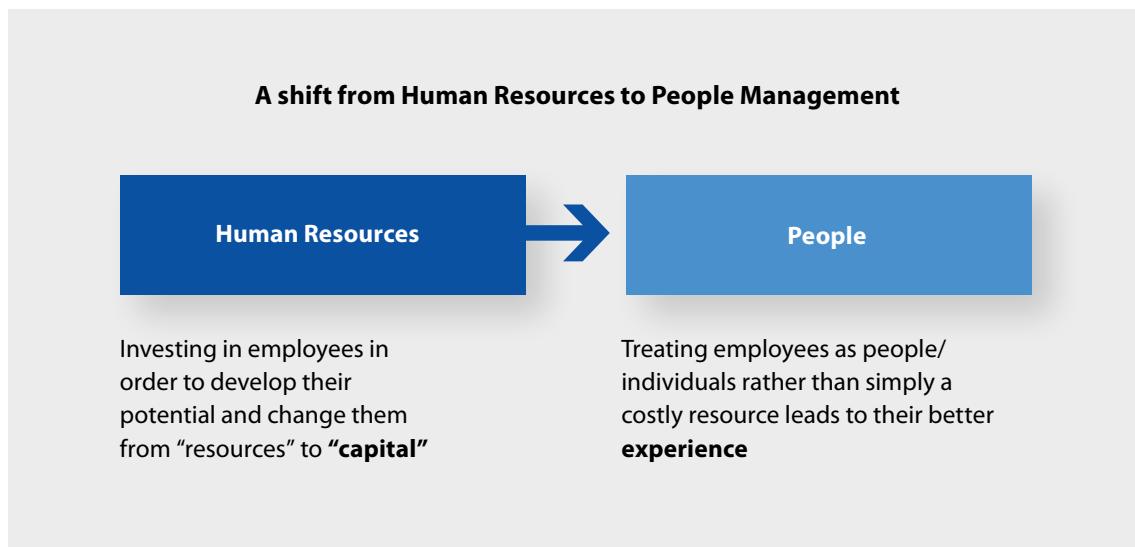 A shift from Human Resources to People Management
Human Resources
People
Investing in employees in
order to develop their
potential and change them
from “resources” to “capital”
Treating employees as people/
individuals rather than simply a
costly resource leads to their better
experience